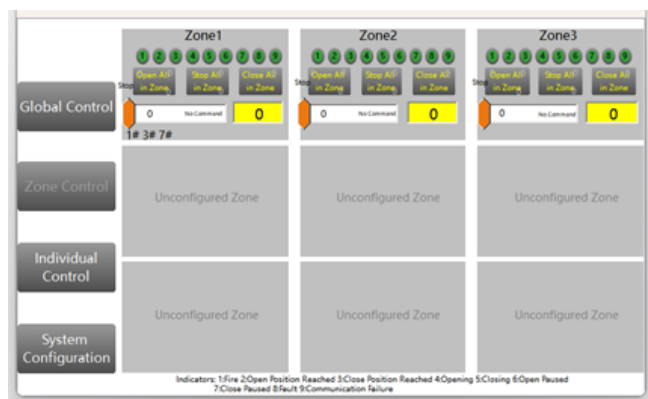 Zone1
Zone2
Zone3
1 2 3 4 5 6 7 8 9
1 2 3 4 5 6 7 8 9
1 2 3 4 5 6 7 8 9
Open All in Zone
Stop All in Zone
Close All in Zone
Open All in Zone
Stop All in Zone
Close All in Zone
Open All in Zone
Stop All in Zone
Close All in Zone
Stop
0
No Command
0
Stop
0
No Command
0
Stop
0
No Command
0
1# 3# 7#
Global Control
Zone Control
Individual
Control
System
Configuration
Unconfigured Zone
Unconfigured Zone
Unconfigured Zone
Unconfigured Zone
Unconfigured Zone
Unconfigured Zone
Indicators: 1:Fire 2:Open Position Reached 3:Close Position Reached 4:Opening 5:Closing 6:Open Paused
7:Close Paused 8:Fault 9:Communication Failure